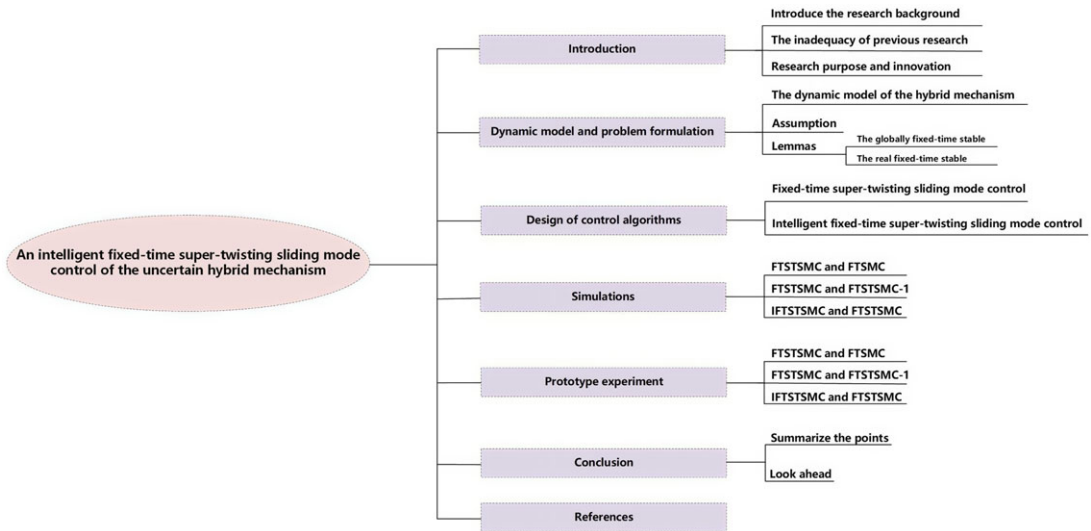 An intelligent fixed-time super-twisting sliding mode
control of the uncertain hybrid mechanism
Introduction
Introduce the research background
The inadequacy of previous research
Research purpose and innovation
Dynamic model and problem formulation
The dynamic model of the hybrid mechanism
Assumption
Lemmas
The globally fixed-time stable
The real fixed-time stable
Design of control algorithms
Fixed-time super-twisting sliding mode control
Intelligent fixed-time super-twisting sliding mode control
Simulations
FTSTSMC and FTSMC
FTSTSMC and FTSTSMC-1
IFTSTSMC and FTSTSMC
Prototype experiment
FTSTSMC and FTSMC
FTSTSMC and FTSTSMC-1
IFTSTSMC and FTSTSMC
Conclusion
Summarize the points
Look ahead
References